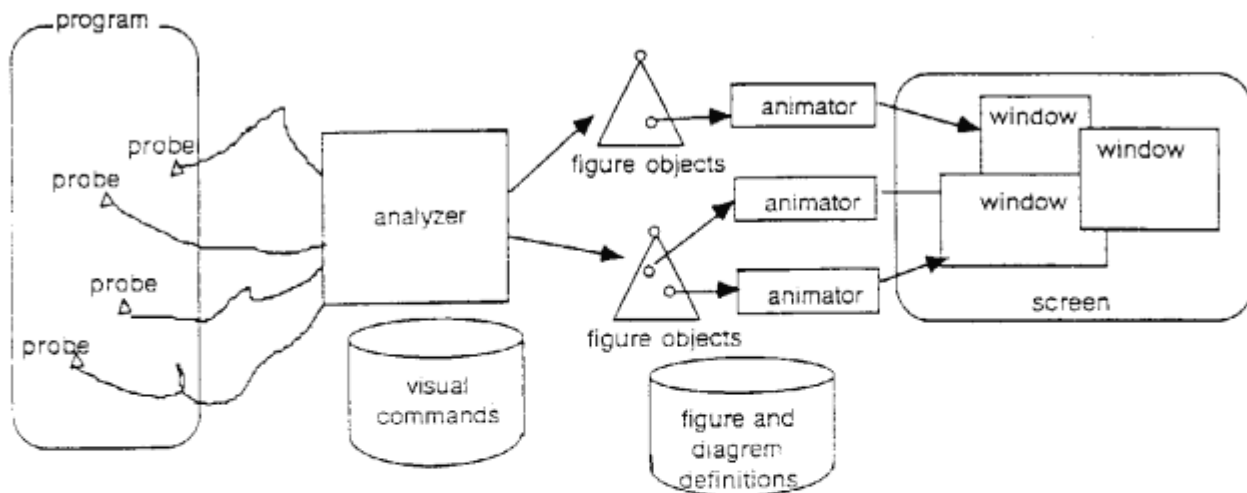 program
probe
probe
probe
probe
analyzer
visual
commands
figure objects
figure objects
figure and
diagrem
definitions
animator
animator
animator
window
window
window
screen